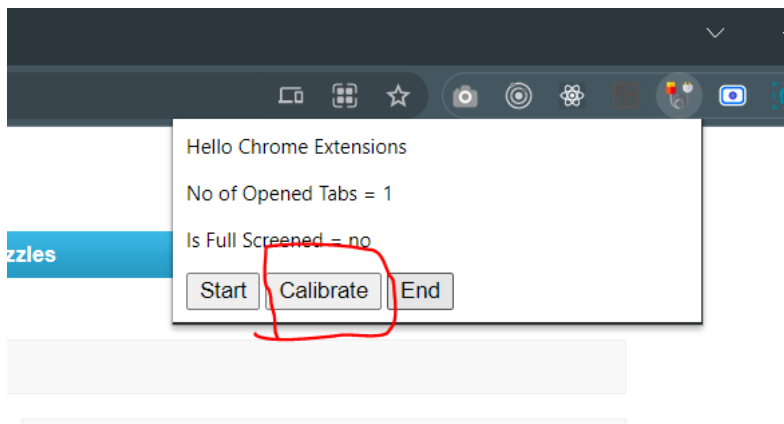 Hello Chrome Extensions
No of Opened Tabs = 1
zzles
Is Full Screened = no
Start Calibrate End